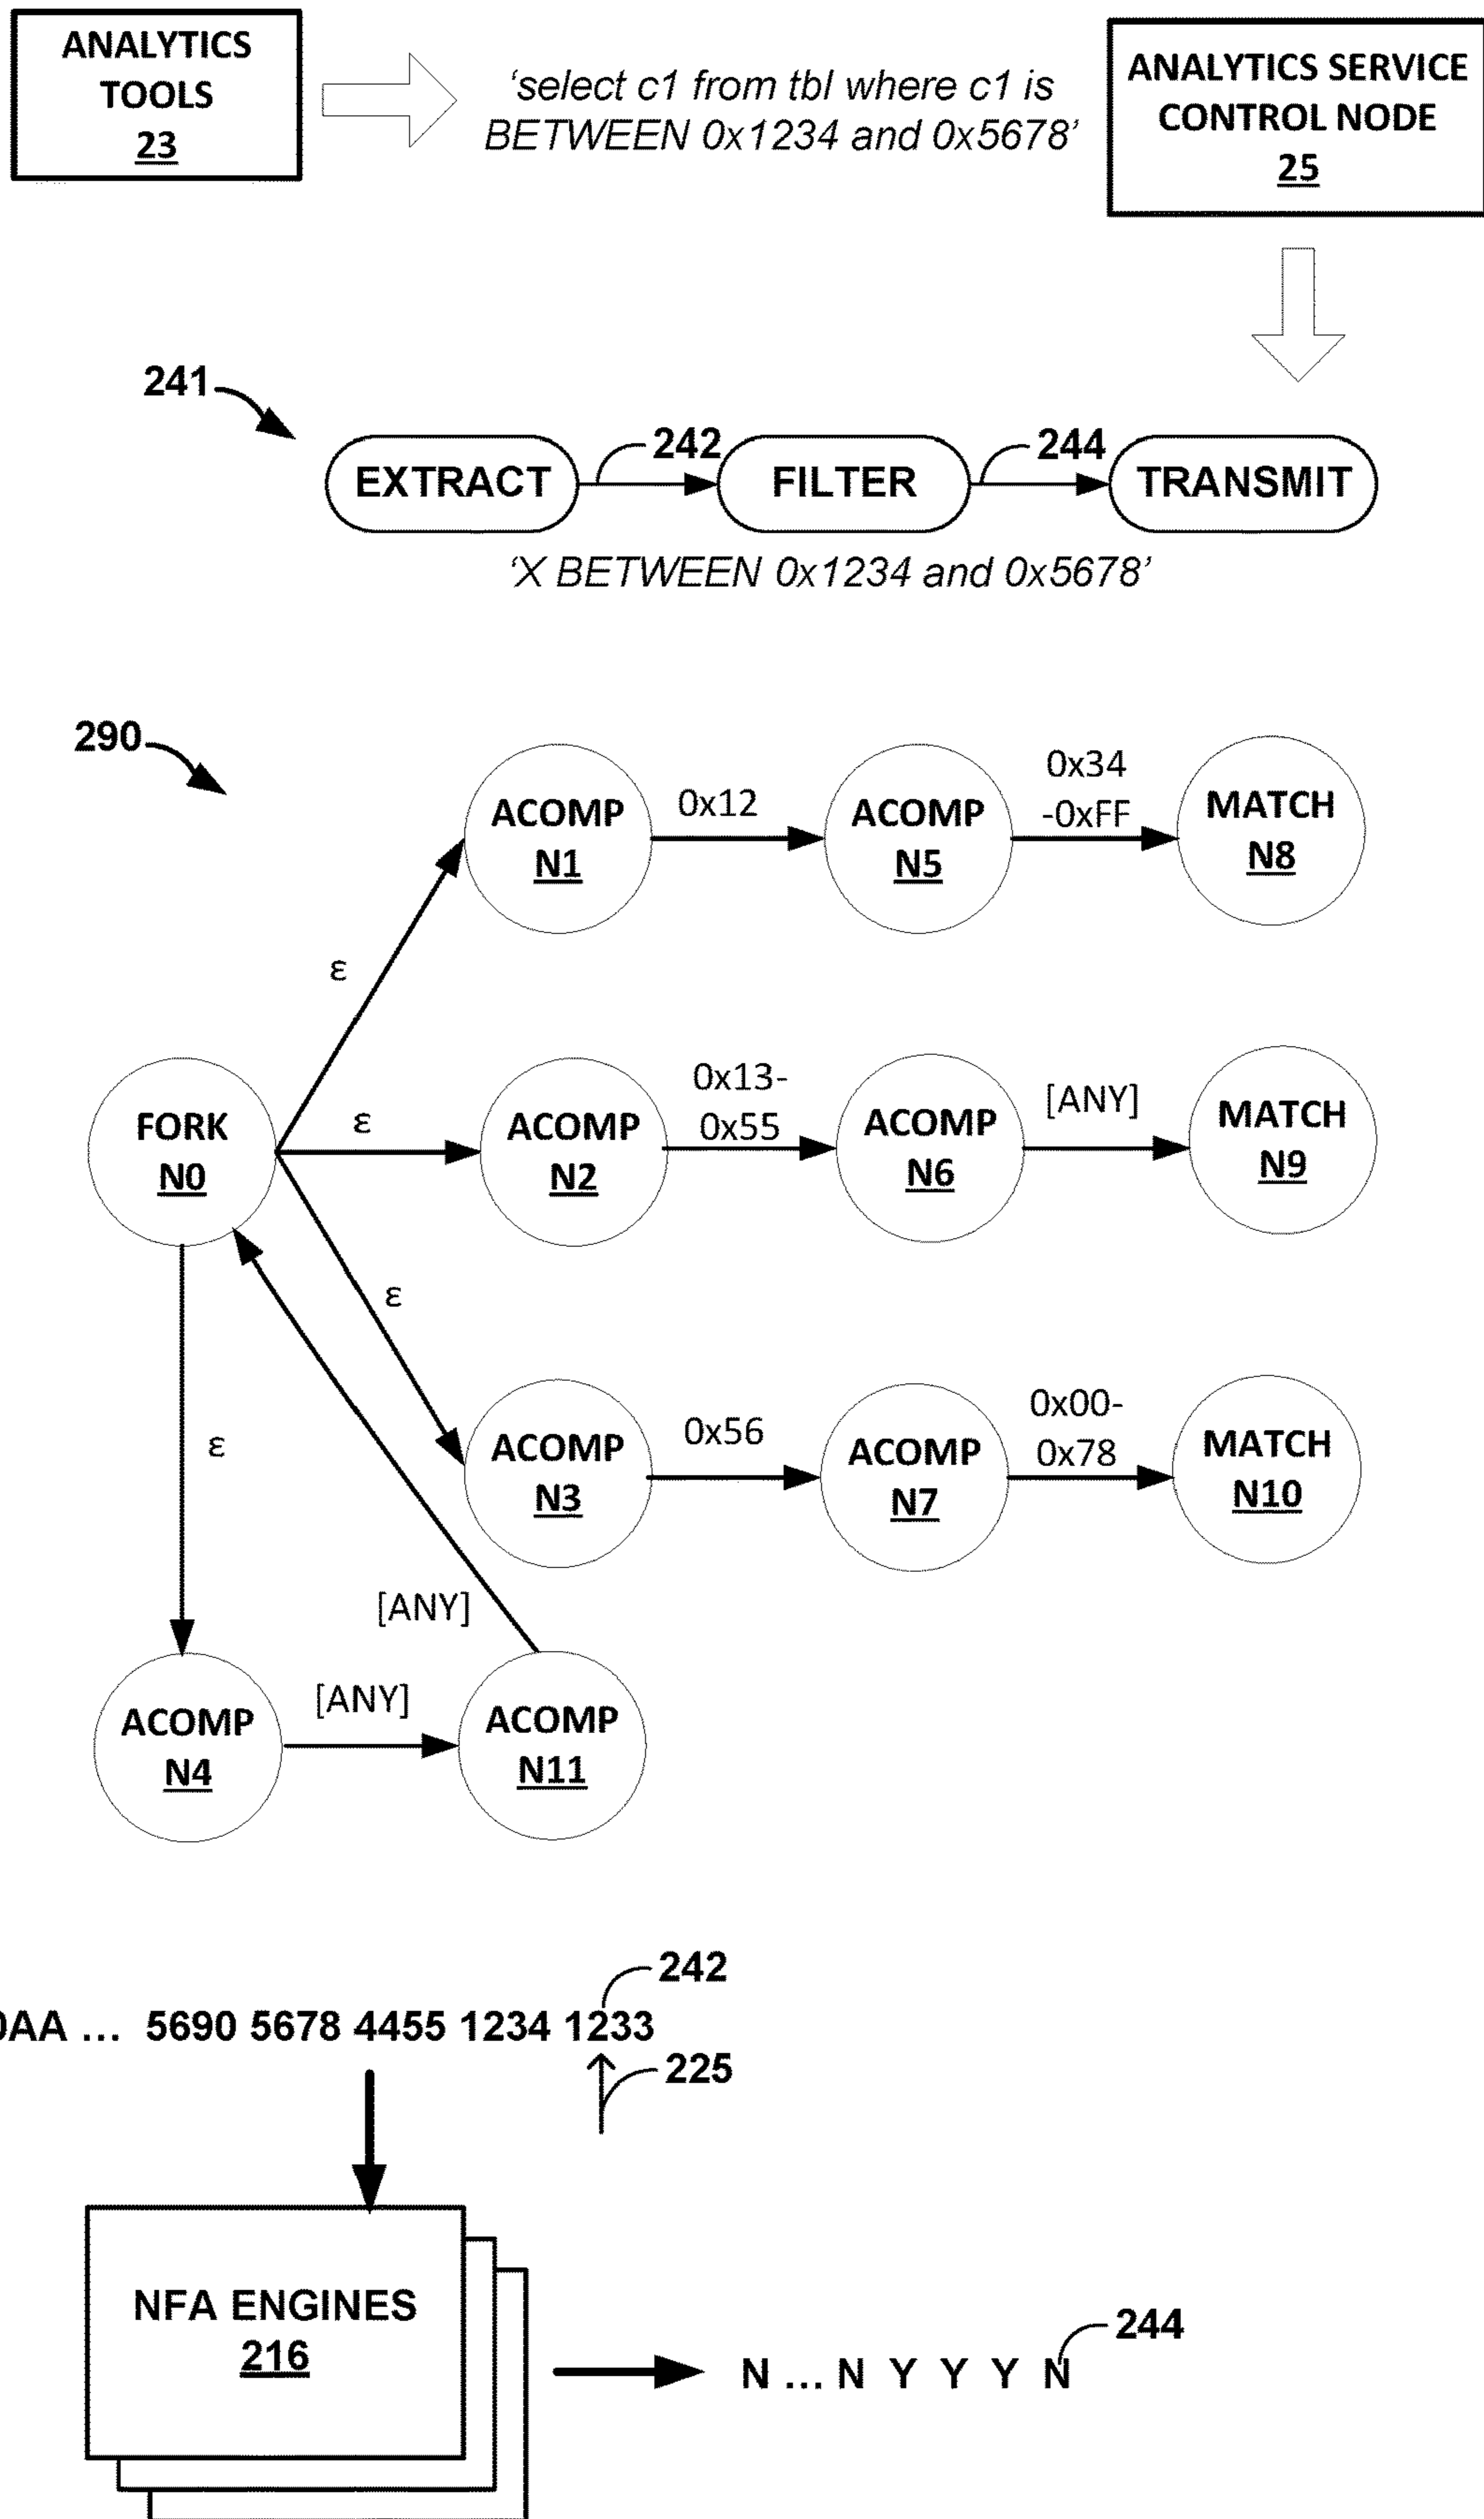 ANALYTICS
TOOLS
23
'select c1 from tbl where c1 is
BETWEEN 0x1234 and 0x5678'
ANALYTICS SERVICE
CONTROL NODE
25
241
EXTRACT
242
FILTER
244
TRANSMIT
'X BETWEEN 0x1234 and 0x5678'
290
ACOMP
N1
0x12
ACOMP
N5
0x34
-0xFF
MATCH
N8
ε
FORK
N0
ε
ACOMP
N2
0x13-
0x55
ACOMP
N6
[ANY]
MATCH
N9
ε
ACOMP
N3
0x56
ACOMP
N7
0x00-
0x78
MATCH
N10
ε
[ANY]
ACOMP
N4
[ANY]
ACOMP
N11
242
0AA ... 5690 5678 4455 1234 1233
225
NFA ENGINES
216
N ... N Y Y Y N
244